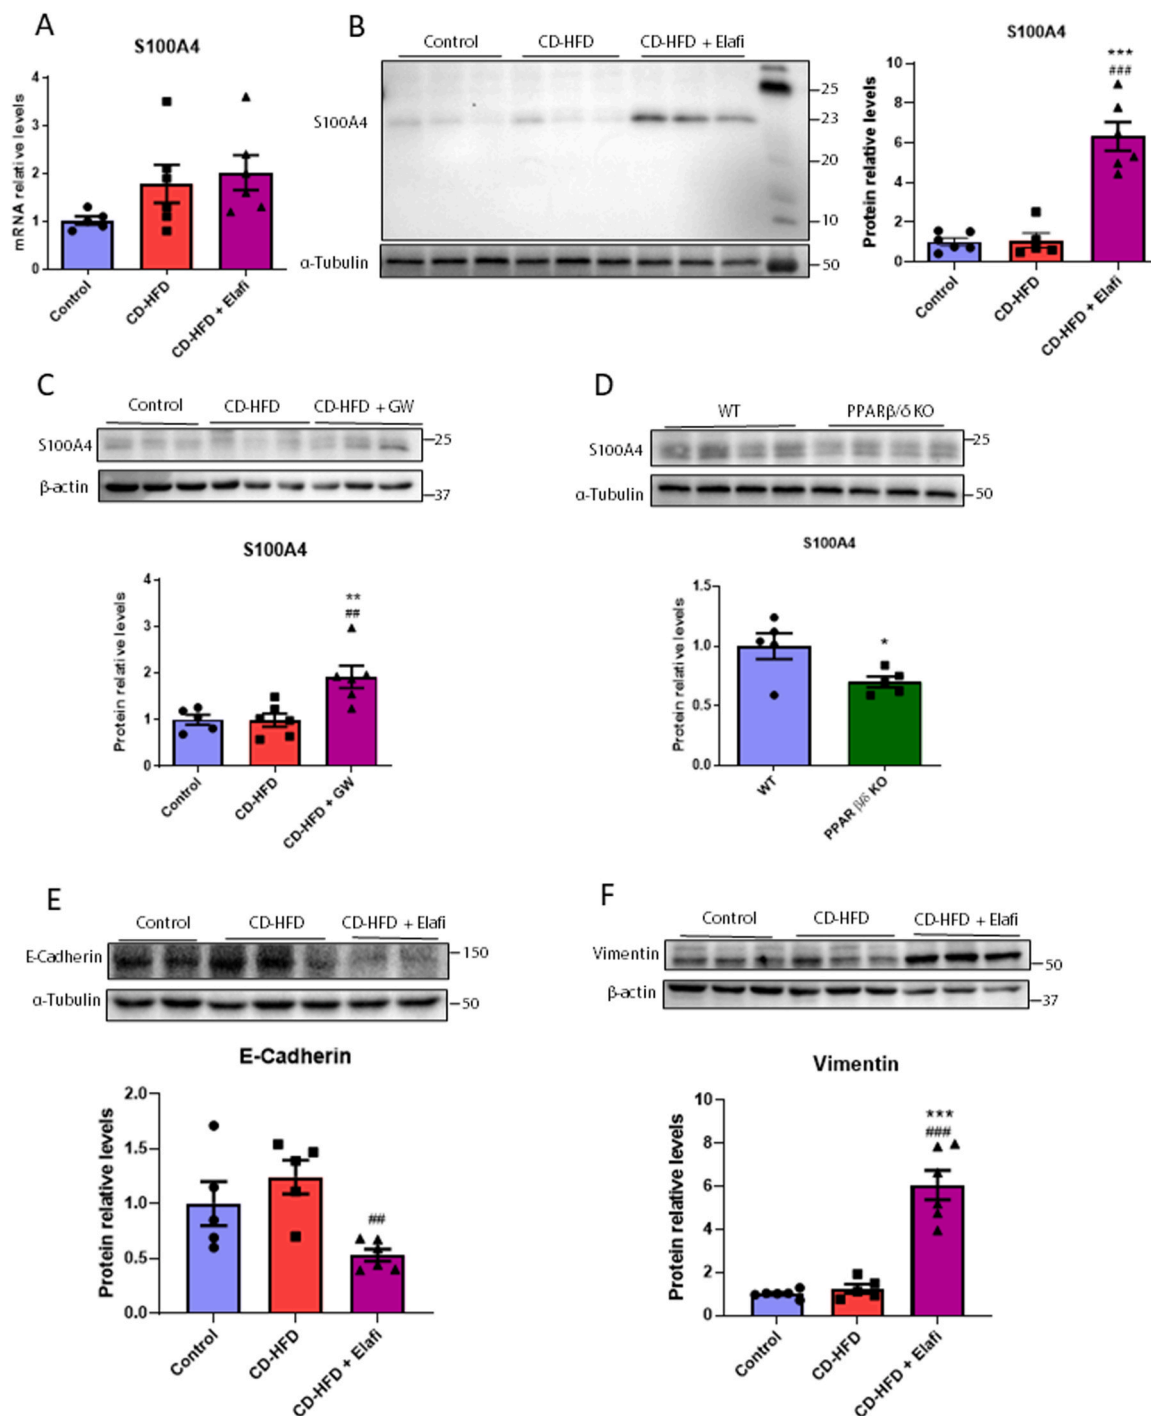 A
S100A4
mRNA relative levels
4
3
2
1
0
Control
CD-HFD
CD-HFD + Elafi
B
Control
CD-HFD
CD-HFD + Elafi
S100A4
25
23
20
10
α-Tubulin
50
S100A4
Protein relative levels
10
8
6
4
2
0
***
###
Control
CD-HFD
CD-HFD + Elafi
C
Control
CD-HFD
CD-HFD + GW
S100A4
25
β-actin
37
S100A4
Protein relative levels
4
3
2
1
0
**
##
Control
CD-HFD
CD-HFD + GW
D
WT
PPARβ/δ KO
S100A4
25
α-Tubulin
50
S100A4
Protein relative levels
1.5
1.0
0.5
0.0
*
WT
PPAR β/δ KO
E
Control
CD-HFD
CD-HFD + Elafi
E-Cadherin
150
α-Tubulin
50
E-Cadherin
Protein relative levels
2.0
1.5
1.0
0.5
0.0
##
Control
CD-HFD
CD-HFD + Elafi
F
Control
CD-HFD
CD-HFD + Elafi
Vimentin
50
β-actin
37
Vimentin
Protein relative levels
10
8
6
4
2
0
***
###
Control
CD-HFD
CD-HFD + Elafi